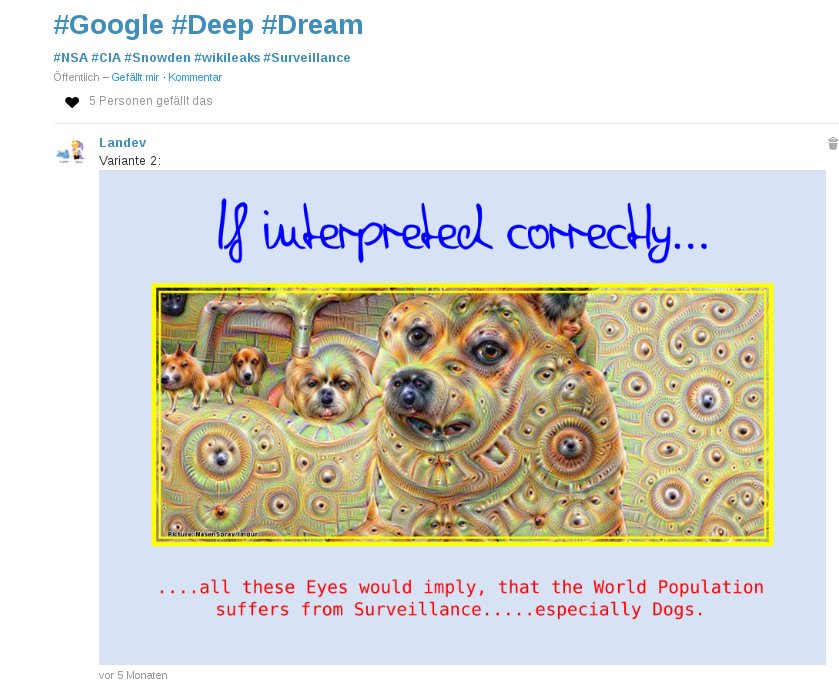 #Google #Deep #Dream
#NSA #CIA #Snowden #wikileaks #Surveillance
Öffentlich – Gefällt mir · Kommentar
5 Personen gefällt das
Landev
Variante 2:
If interpreted correctly...
Picture: NasenSpray/Imgur
....all these Eyes would imply, that the World Population
suffers from Surveillance.....especially Dogs.
vor 5 Monaten